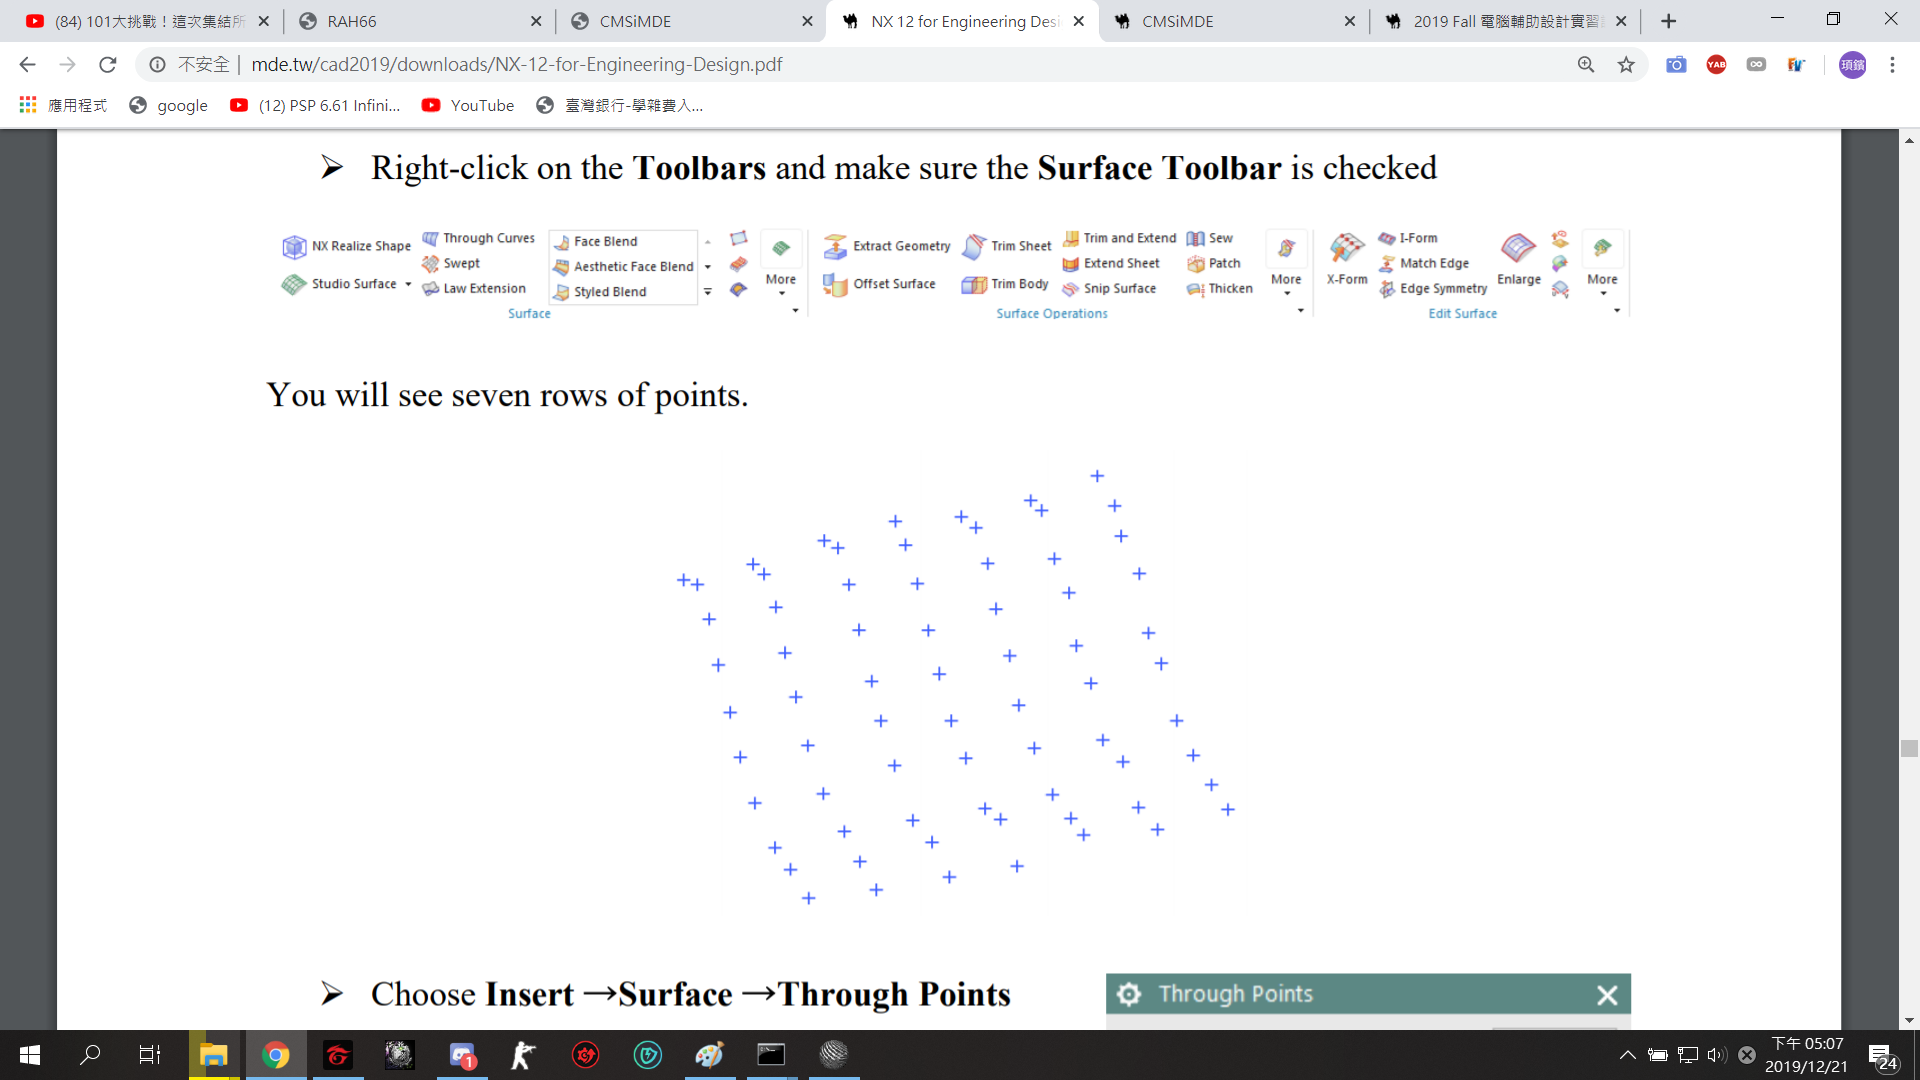 (84) 101大挑戰！這次集結所
RAH66
CMSiMDE
NX 12 for Engineering Desi
CMSiMDE
2019 Fall 電腦輔助設計實習
不安全 | mde.tw/cad2019/downloads/NX-12-for-Engineering-Design.pdf
YAB
頊鑌
應用程式
google
(12) PSP 6.61 Infini...
YouTube
臺灣銀行-學雜費入...
➢ Right-click on the Toolbars and make sure the Surface Toolbar is checked
NX Realize Shape
Studio Surface
Through Curves
Swept
Law Extension
Face Blend
Aesthetic Face Blend
Styled Blend
More
Surface
Extract Geometry
Offset Surface
Trim Sheet
Trim Body
Trim and Extend
Extend Sheet
Snip Surface
Sew
Patch
Thicken
More
Surface Operations
X-Form
I-Form
Match Edge
Edge Symmetry
Enlarge
More
Edit Surface
You will see seven rows of points.
➢ Choose Insert →Surface →Through Points
Through Points
1
下午 05:07
2019/12/21
24